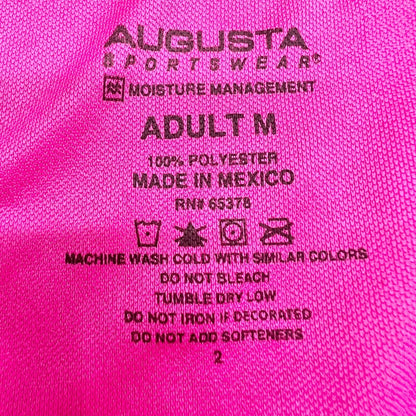 AUGUSTA
SPORTSWEAR®
MOISTURE MANAGEMENT
ADULT M
100% POLYESTER
MADE IN MEXICO
RN# 65378
MACHINE WASH COLD WITH SIMILAR COLORS
DO NOT BLEACH
TUMBLE DRY LOW
DO NOT IRON IF DECORATED
DO NOT ADD SOFTENERS
2